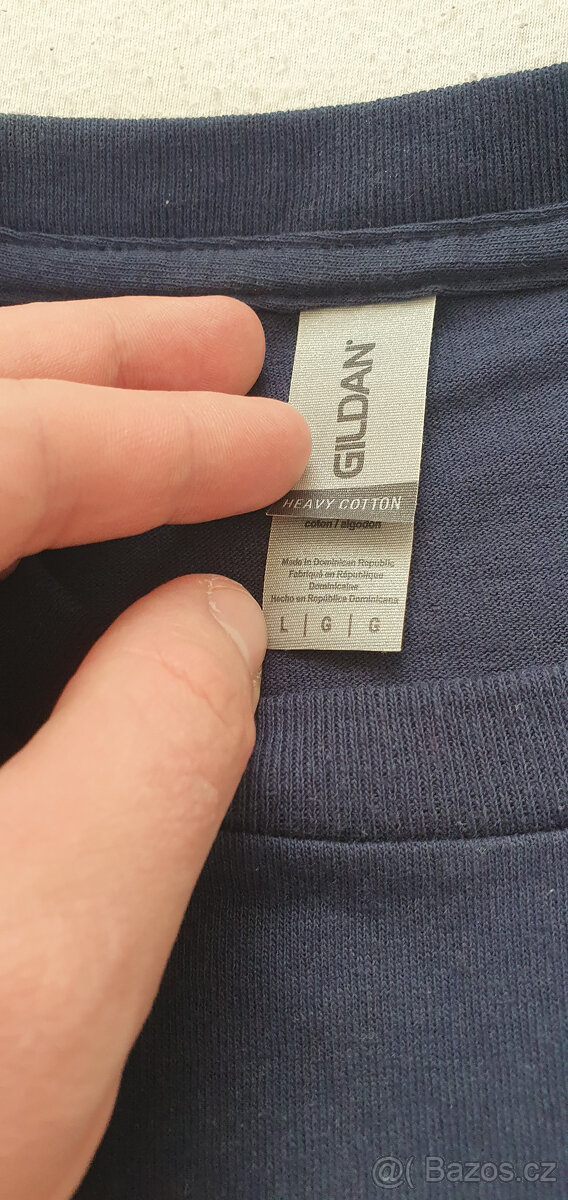 GILDAN
HEAVY COTTON
coton / algodon
Made in Dominican Republic
Fabriqué en République
Dominicaine
Hecho en República Dominicana
L | G | G
@( Bazos.cz